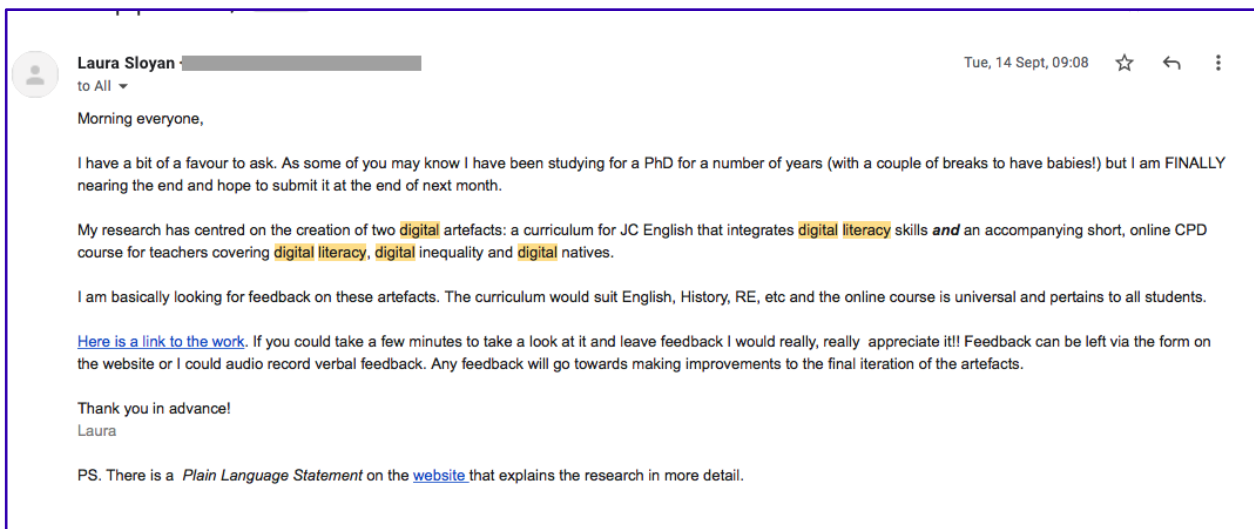 Laura Sloyan
Tue, 14 Sept, 09:08
to All
Morning everyone,
I have a bit of a favour to ask. As some of you may know I have been studying for a PhD for a number of years (with a couple of breaks to have babies!) but I am FINALLY
nearing the end and hope to submit it at the end of next month.
My research has centred on the creation of two digital artefacts: a curriculum for JC English that integrates digital literacy skills and an accompanying short, online CPD
course for teachers covering digital literacy, digital inequality and digital natives.
I am basically looking for feedback on these artefacts. The curriculum would suit English, History, RE, etc and the online course is universal and pertains to all students.
Here is a link to the work. If you could take a few minutes to take a look at it and leave feedback I would really, really  appreciate it!! Feedback can be left via the form on
the website or I could audio record verbal feedback. Any feedback will go towards making improvements to the final iteration of the artefacts.
Thank you in advance!
Laura
PS. There is a  Plain Language Statement on the website that explains the research in more detail.